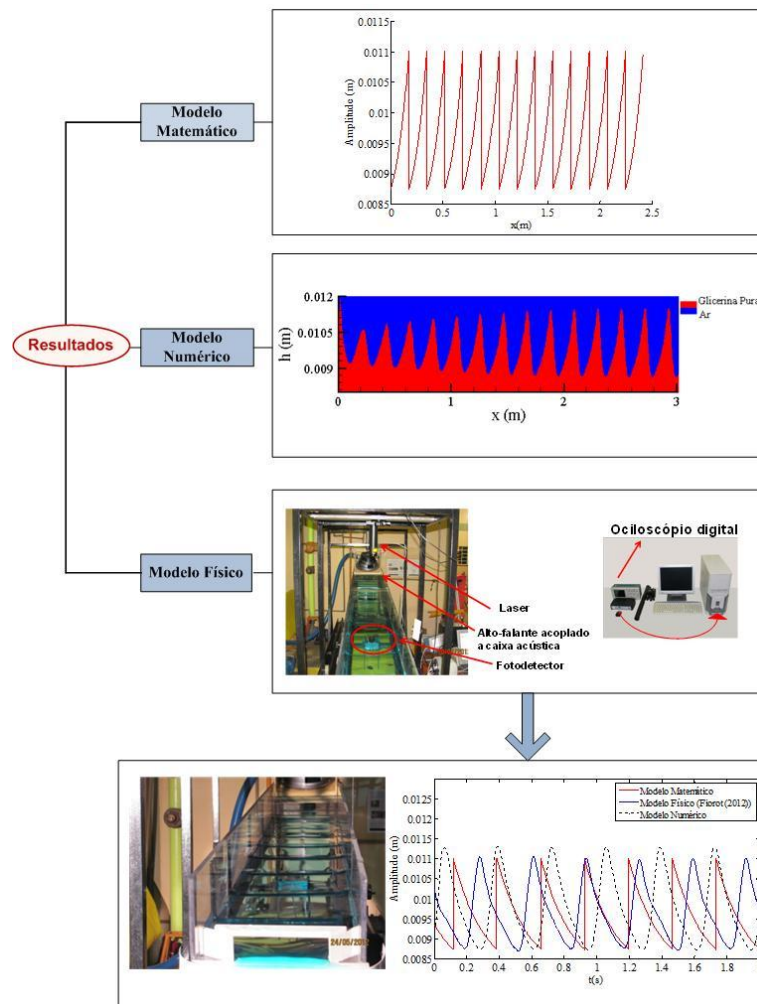 0.0115
0.011
0.0105
0.01
0.0095
0.009
0.0085
Amplitude (m)
0
0.5
1
1.5
2
2.5
x(m)
Modelo
Matemático
Resultados
Modelo
Numérico
0.012
0.0105
0.009
h (m)
0
1
2
3
x (m)
Glicerina Pura
Ar
Modelo Físico
Laser
Alto-falante acoplado
a caixa acústica
Fotodetector
Ociloscópio digital
24/05/201
0.0125
0.012
0.0115
0.011
0.0105
0.01
0.0095
0.009
0.0085
Amplitude (m)
0 0.2 0.4 0.6 0.8 1 1.2 1.4 1.6 1.8 2
t(s)
Modelo Matemático
Modelo Físico (Fiorot (2012))
Modelo Numérico